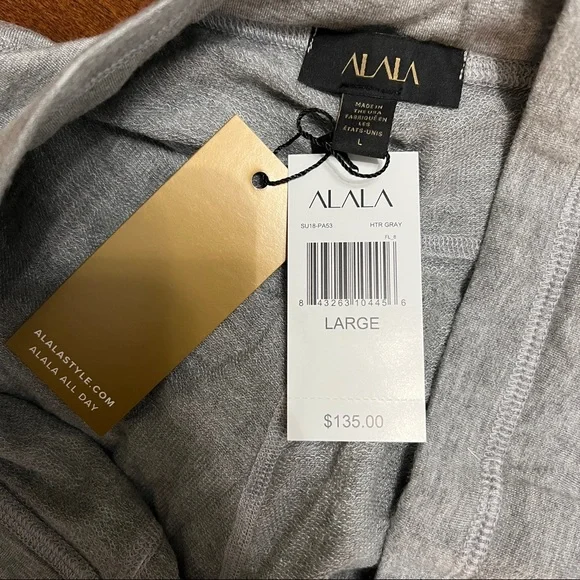 ALALA
MADE IN
THE USA
FABRIQUÉ EN
LES
ÉTATS-UNIS
L
ALALA
SU18-PA53 HTR GRAY
FL_8
8 43263 10445 6
LARGE
$135.00
ALALASTYLE.COM
ALALA ALL DAY